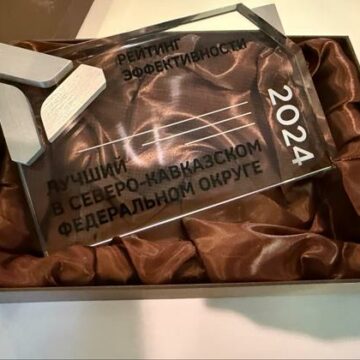 РЕЙТИНГ
ЭФФЕКТИВНОСТИ
2024
ЛУЧШИЙ
В СЕВЕРО-КАВКАЗСКОМ
ФЕДЕРАЛЬНОМ ОКРУГЕ